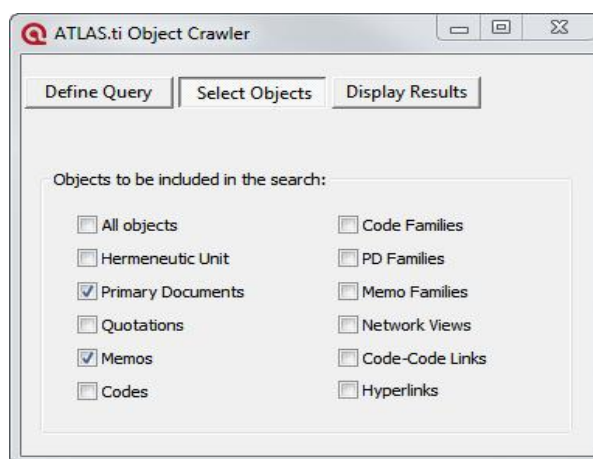 ATLAS.ti Object Crawler
Define Query Select Objects Display Results
Objects to be included in the search:
All objects
Hermeneutic Unit
Primary Documents
Quotations
Memos
Codes
Code Families
PD Families
Memo Families
Network Views
Code-Code Links
Hyperlinks